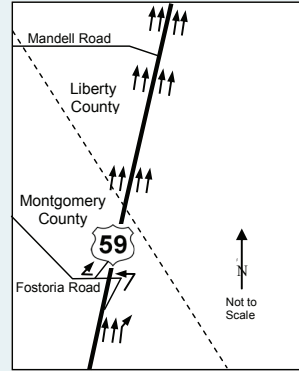 Mandell Road
Liberty
County
Montgomery
County
59
Fostoria Road
N
Not to
Scale